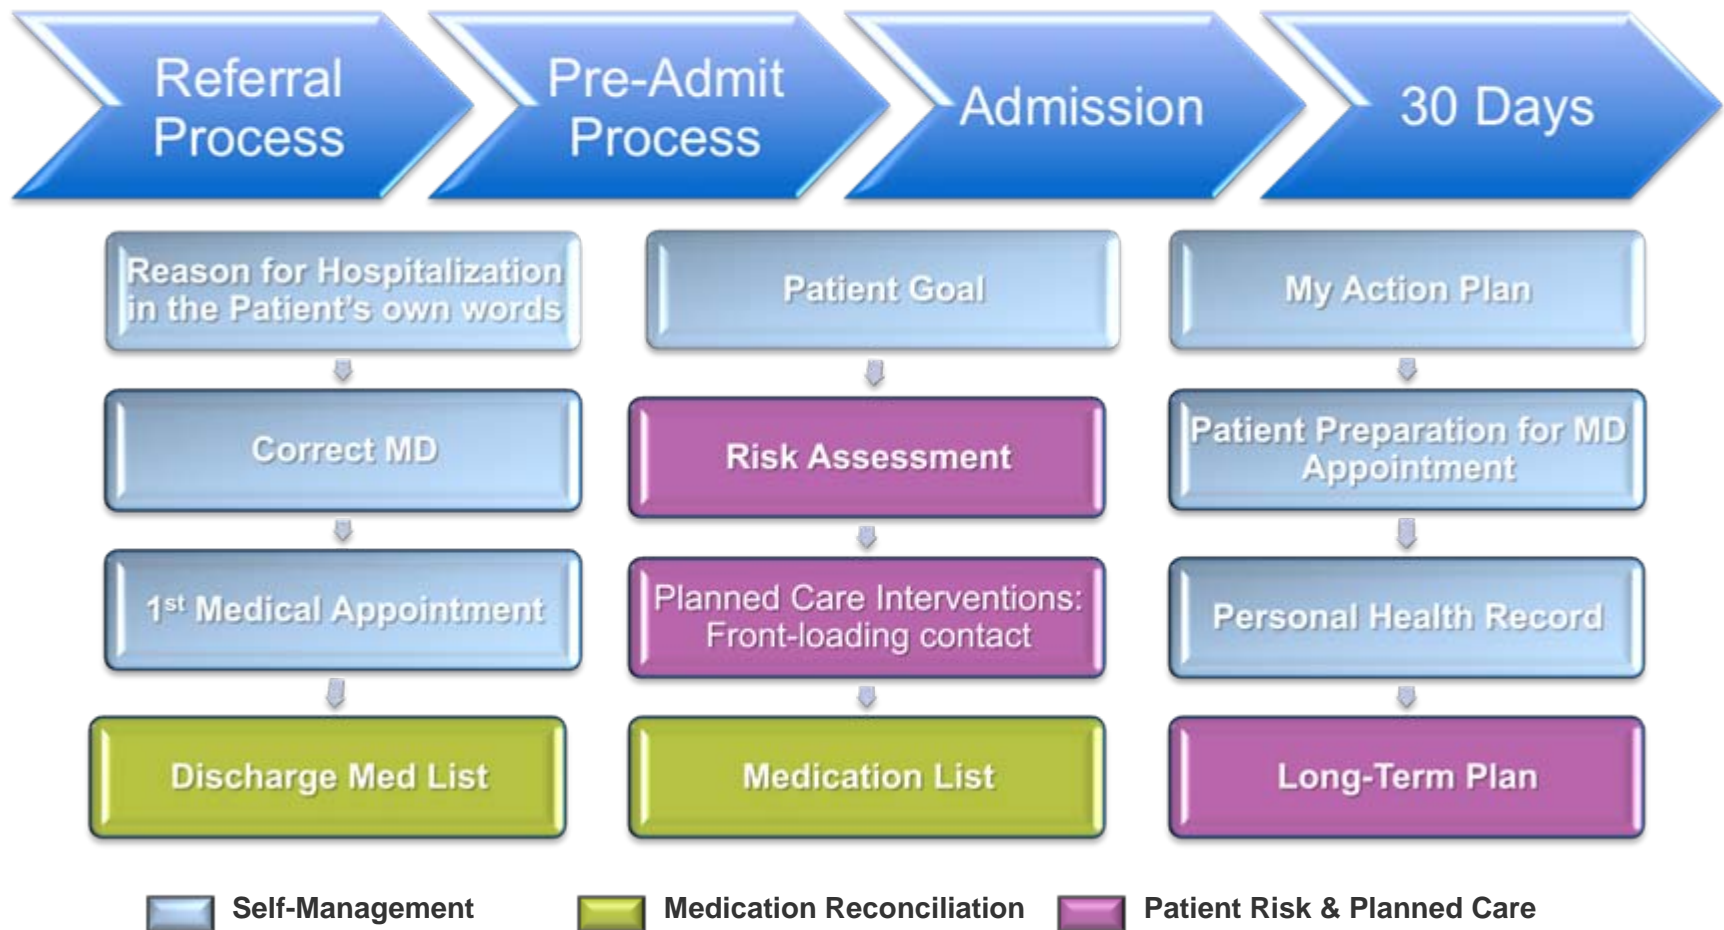 Referral
Process
Pre-Admit
Process
Admission
30 Days
Reason for Hospitalization
in the Patient's own words
Correct MD
1st Medical Appointment
Discharge Med List
Patient Goal
Risk Assessment
Planned Care Interventions:
Front-loading contact
Medication List
My Action Plan
Patient Preparation for MD
Appointment
Personal Health Record
Long-Term Plan
Self-Management
Medication Reconciliation
Patient Risk & Planned Care